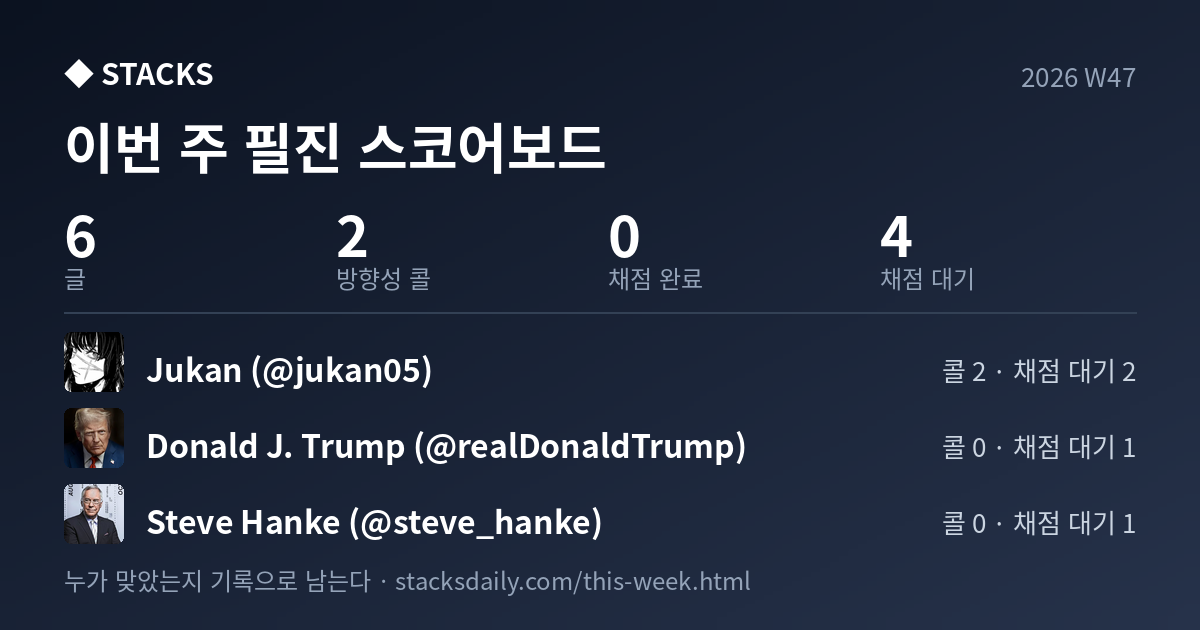 ◆ STACKS
2026 W47
이번 주 필진 스코어보드
6 2 0 4
글 방향성 콜 채점 완료 채점 대기
Jukan (@jukan05) 콜 2 · 채점 대기 2
Donald J. Trump (@realDonaldTrump) 콜 0 · 채점 대기 1
Steve Hanke (@steve_hanke) 콜 0 · 채점 대기 1
누가 맞았는지 기록으로 남는다 · stacksdaily.com/this-week.html